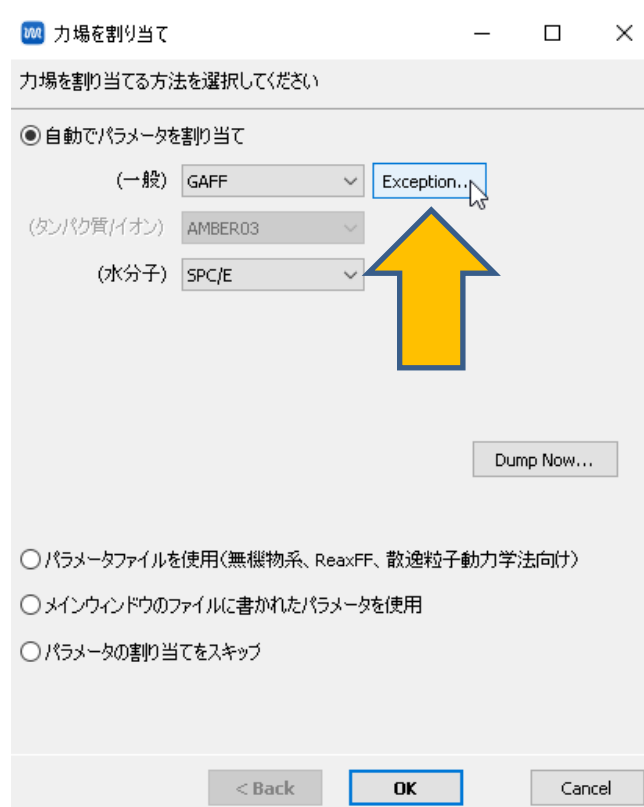 力場を割り当て
力場を割り当てる方法を選択してください
自動でパラメータを割り当て
(一般) GAFF Exception...
(タンパク質/イオン) AMBER03
(水分子) SPC/E
Dump Now...
パラメータファイルを使用(無機物系、ReaxFF、散逸粒子動力学法向け)
メインウィンドウのファイルに書かれたパラメータを使用
パラメータの割り当てをスキップ
< Back OK Cancel